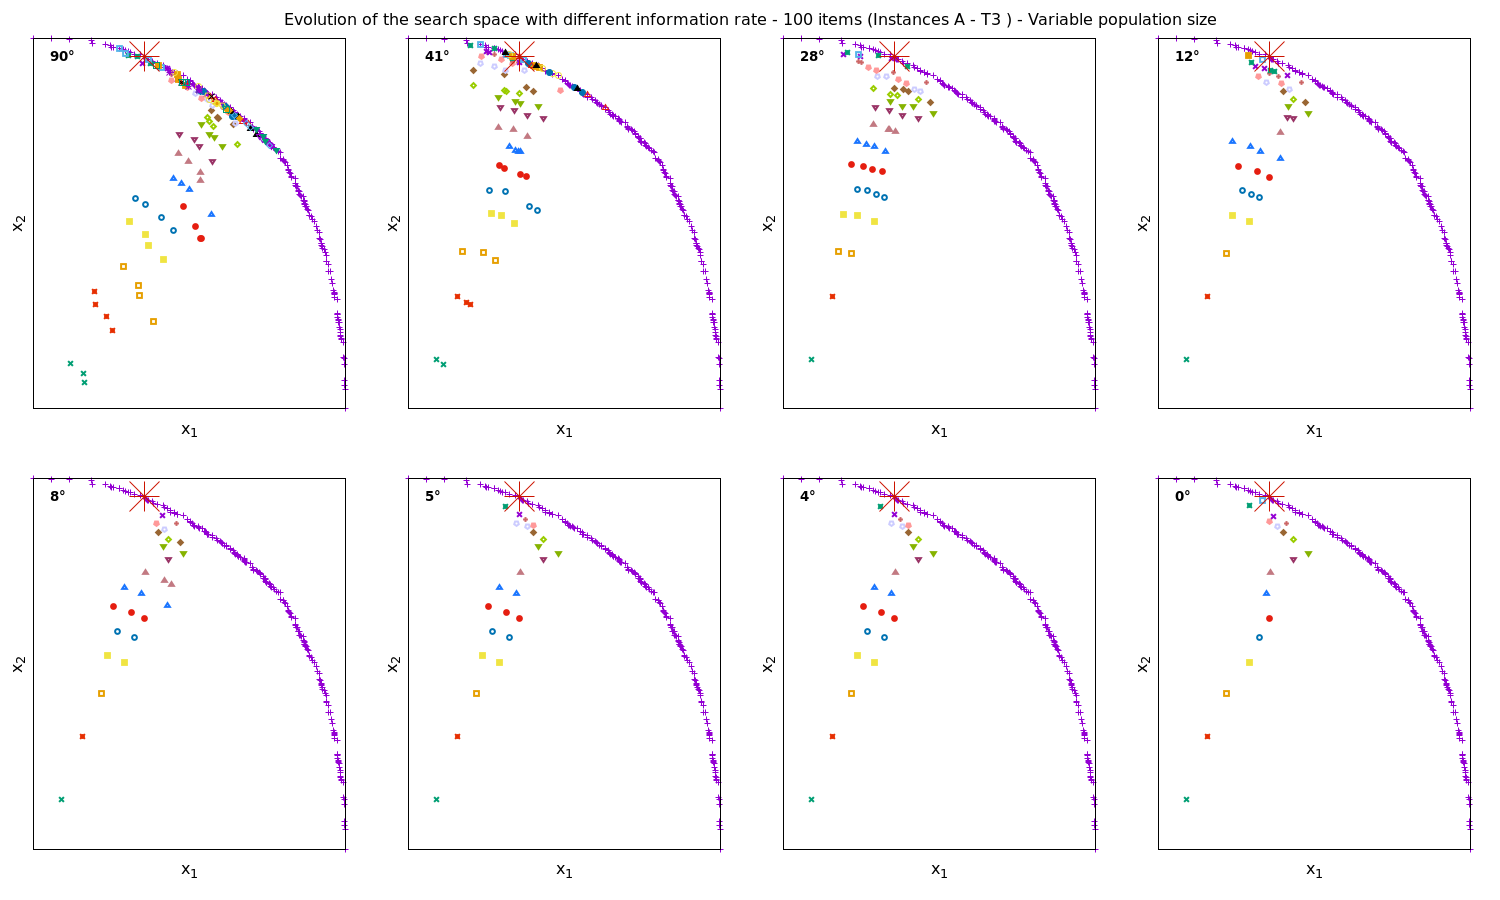 Evolution of the search space with different information rate - 100 items (Instances A - T3 ) - Variable population size
90°
41°
28°
12°
x2
x2
x2
x2
x1
x1
x1
x1
8°
5°
4°
0°
x2
x2
x2
x2
x1
x1
x1
x1